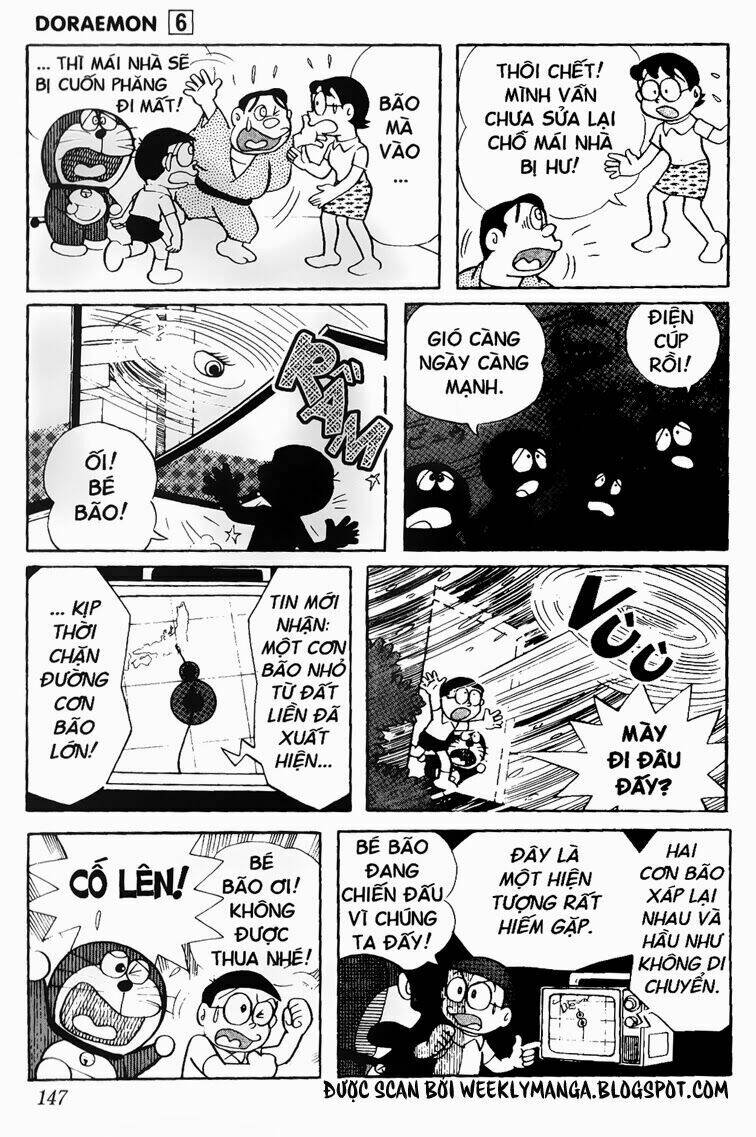 DORAEMON 6
THÔI CHẾT!
MÌNH VẪN
CHƯA SỬA LẠI
CHỖ MÁI NHÀ
BỊ HƯ!
BÃO
MÀ
VÀO
...
... THÌ MÁI NHÀ SẼ
BỊ CUỐN PHĂNG
ĐI MẤT!
ĐIỆN
CÚP
RỒI!
GIÓ CÀNG
NGÀY CÀNG
MẠNH.
RẦM
ỐI!
BÉ
BÃO!
VÙÙ
MÀY
ĐI ĐÂU
ĐẤY?
TIN MỚI
NHẬN:
MỘT CƠN
BÃO NHỎ
TỪ ĐẤT
LIỀN ĐÃ
XUẤT
HIỆN...
... KỊP
THỜI
CHẶN
ĐƯỜNG
CƠN
BÃO
LỚN!
HAI
CƠN BÃO
XÁP LẠI
NHAU VÀ
HẦU NHƯ
KHÔNG DI
CHUYỂN.
ĐÂY LÀ
MỘT HIỆN
TƯỢNG RẤT
HIẾM GẶP.
BÉ BÃO
ĐANG
CHIẾN ĐẤU
VÌ CHÚNG
TA ĐẤY!
BÉ
BÃO ƠI!
KHÔNG
ĐƯỢC
THUA NHÉ!
CỐ LÊN!
147
ĐƯỢC SCAN BỞI WEEKLYMANGA.BLOGSPOT.COM